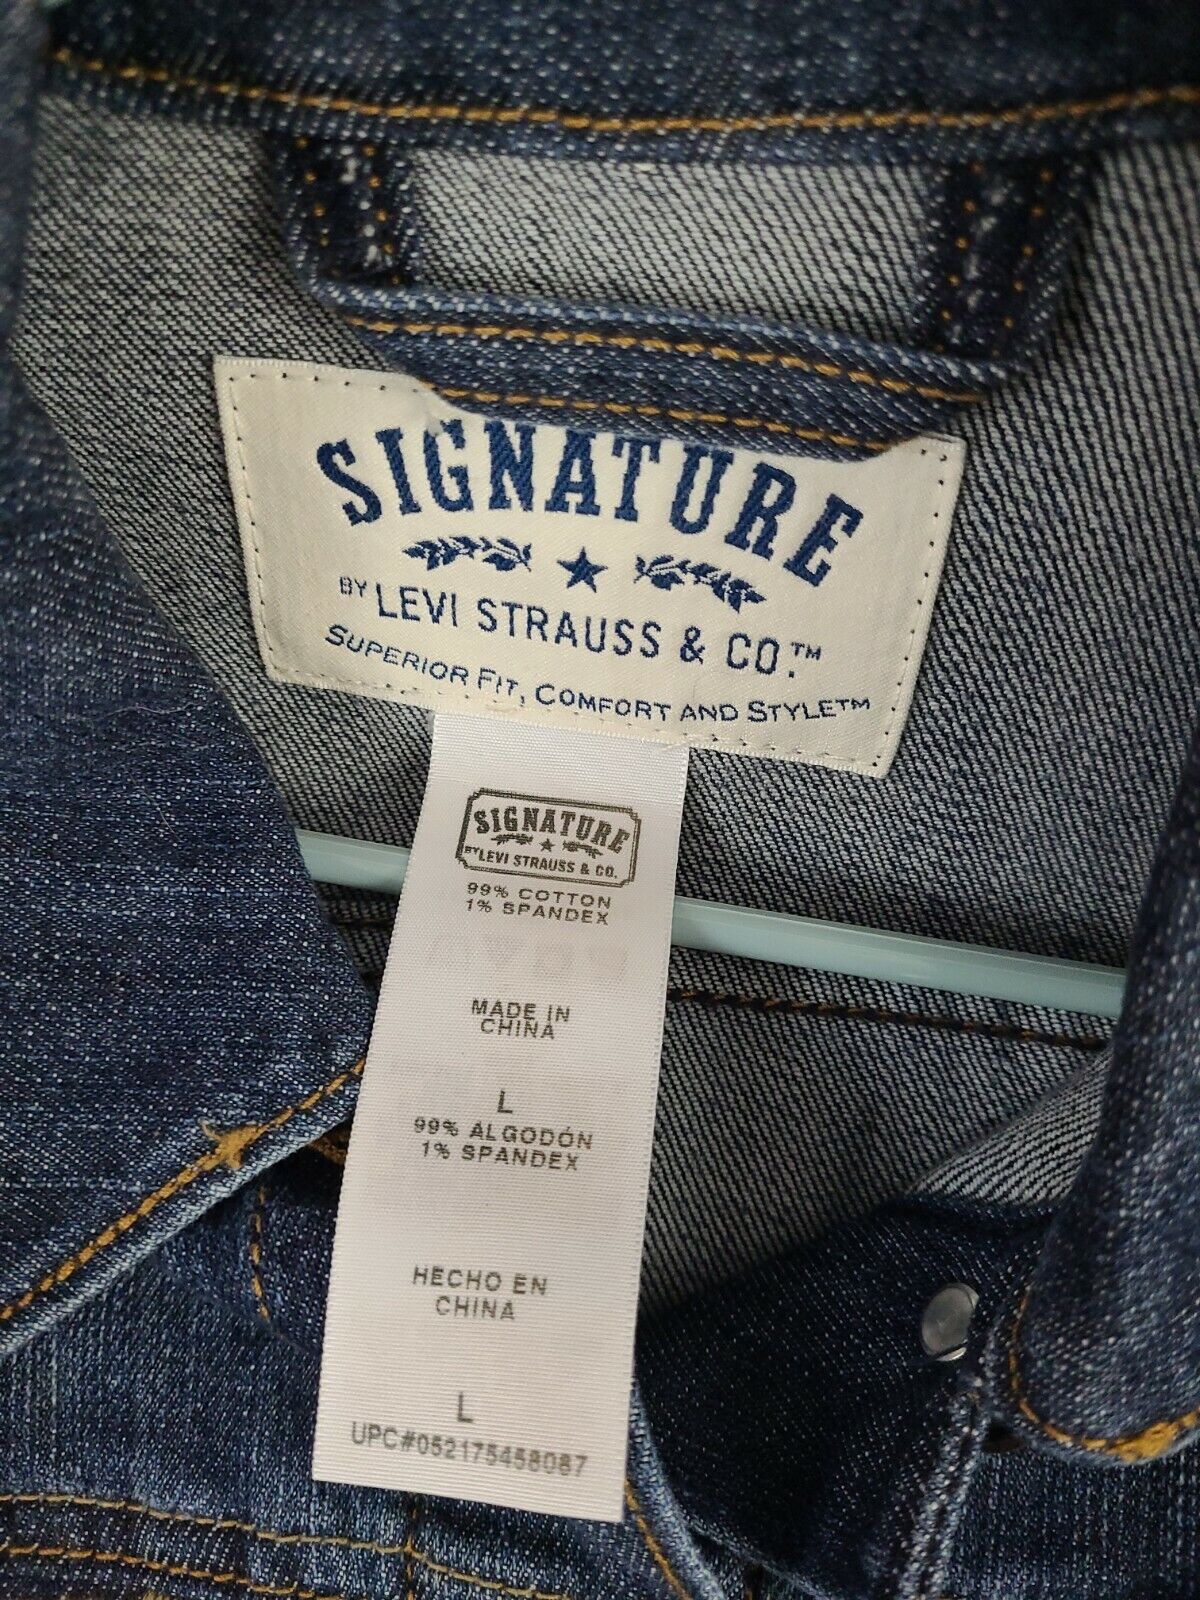 SIGNATURE
BY LEVI STRAUSS & CO.™
SUPERIOR FIT, COMFORT AND STYLE™
SIGNATURE
BY LEVI STRAUSS & CO.
99% COTTON
1% SPANDEX
MADE IN
CHINA
L
99% ALGODÓN
1% SPANDEX
HECHO EN
CHINA
L
UPC#052175458087